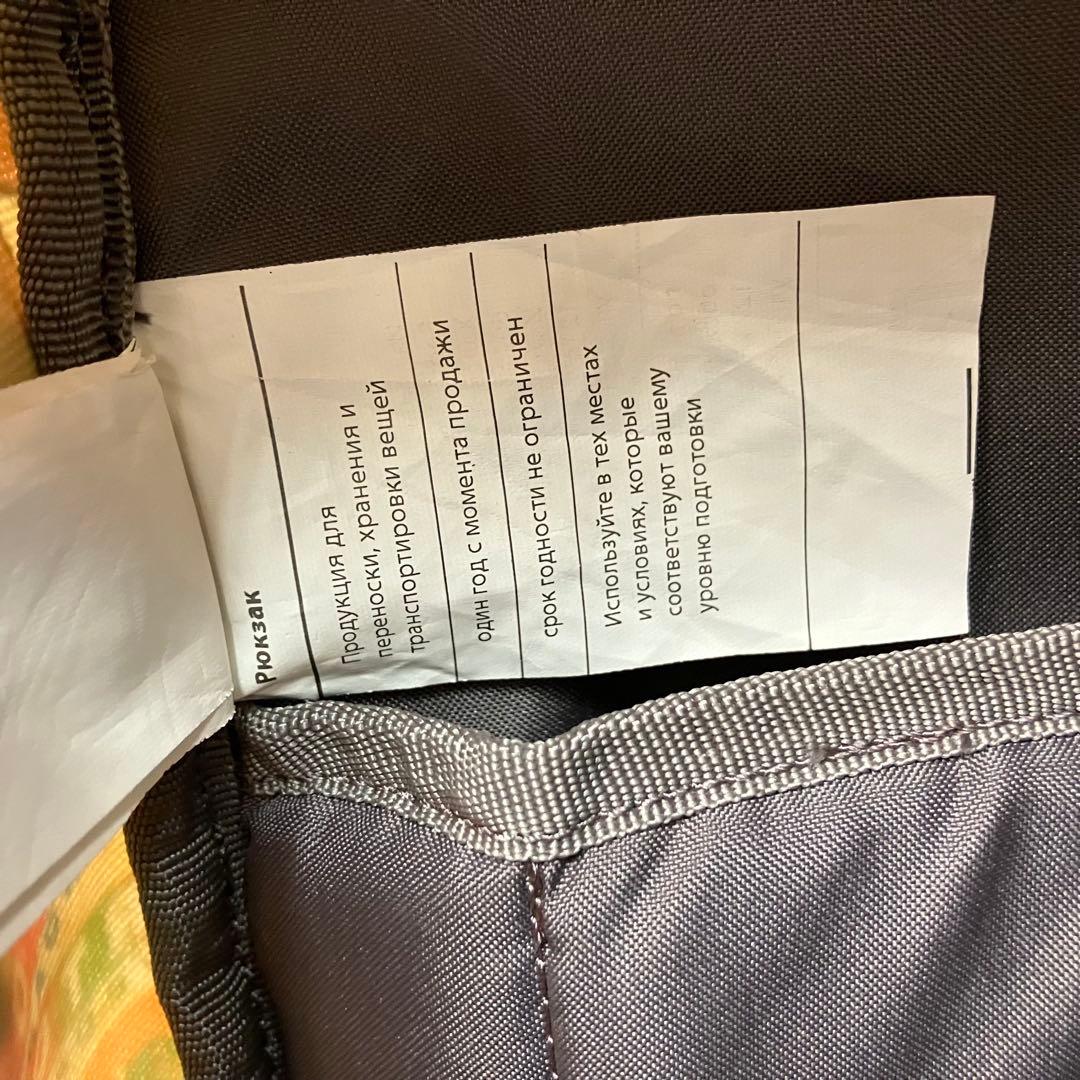 Рюкзак
Продукция для
переноски, хранения и
транспортировки вещей
один год с момента продажи
срок годности не ограничен
Используйте в тех местах
и условиях, которые
соответствуют вашему
уровню подготовки